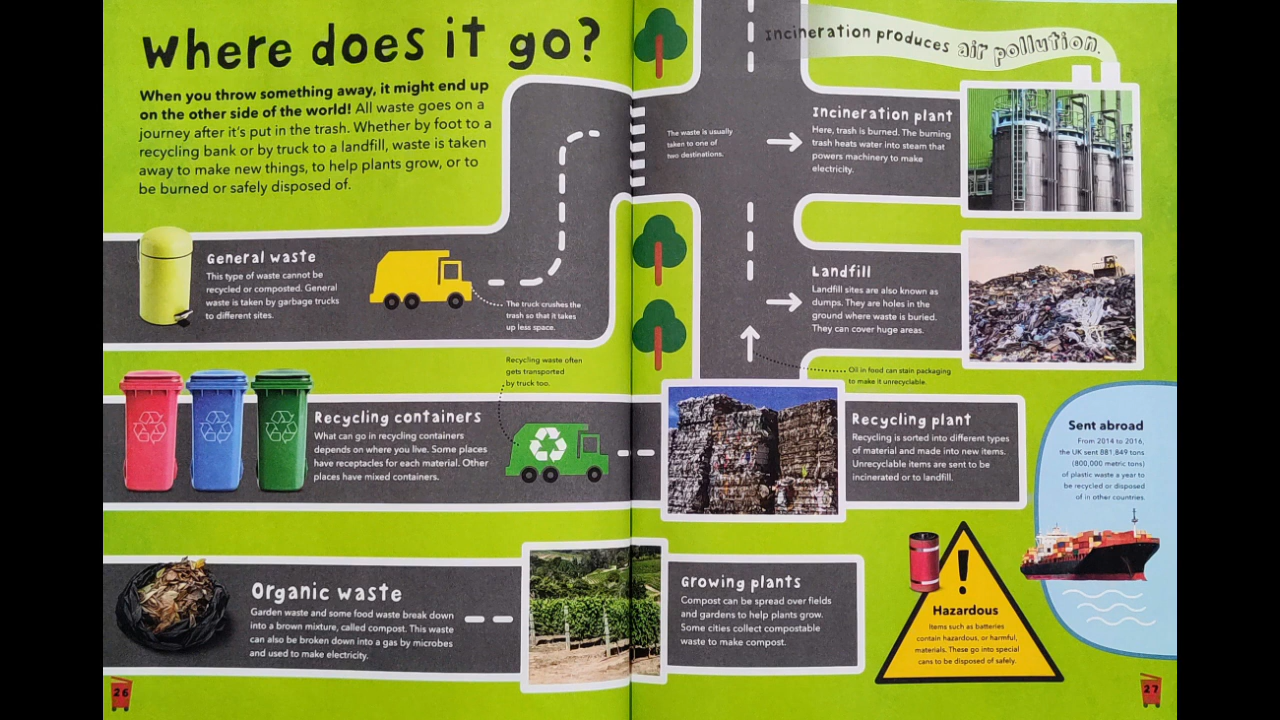 Where does it go?
When you throw something away, it might end up
on the other side of the world! All waste goes on a
journey after it's put in the trash. Whether by foot to a
recycling bank or by truck to a landfill, waste is taken
away to make new things, to help plants grow, or to
be burned or safely disposed of.
General waste
This type of waste cannot be
recycled or composted. General
waste is taken by garbage trucks
to different sites.
The truck crushes the
trash so that it takes
up less space.
Recycling waste often
gets transported
by truck too.
Recycling containers
What can go in recycling containers
depends on where you live. Some places
have receptacles for each material. Other
places have mixed containers.
Organic waste
Garden waste and some food waste break down
into a brown mixture, called compost. This waste
can also be broken down into a gas by microbes
and used to make electricity.
26
Incineration produces air pollution.
The waste is usually
taken to one of
two destinations.
Incineration plant
Here, trash is burned. The burning
trash heats water into steam that
powers machinery to make
electricity.
Landfill
Landfill sites are also known as
dumps. They are holes in the
ground where waste is buried.
They can cover huge areas.
Oil in food can stain packaging
to make it unrecyclable.
Recycling plant
Recycling is sorted into different types
of material and made into new items.
Unrecyclable items are sent to be
incinerated or to landfill.
Sent abroad
From 2014 to 2016,
the UK sent 881,849 tons
(800,000 metric tons)
of plastic waste a year to
be recycled or disposed
of in other countries.
Growing plants
Compost can be spread over fields
and gardens to help plants grow.
Some cities collect compostable
waste to make compost.
Hazardous
Items such as batteries
contain hazardous, or harmful,
materials. These go into special
cans to be disposed of safely.
27